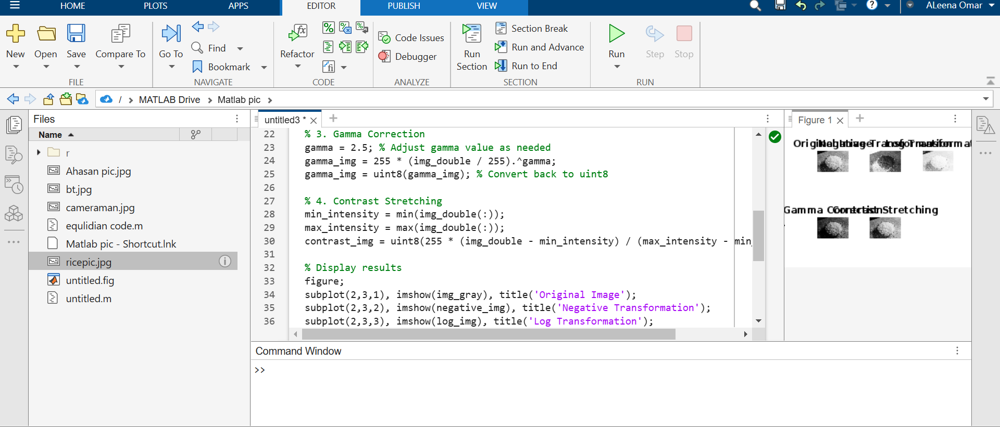 HOME PLOTS APPS EDITOR PUBLISH VIEW ALeena Omar
New Open Save Compare To
FILE
Go To Find Bookmark
NAVIGATE
Refactor
CODE
Code Issues
Debugger
ANALYZE
Run Section
Section Break
Run and Advance
Run to End
SECTION
Run Step Stop
RUN
/ > MATLAB Drive > Matlab pic >
Files
Name
r
Ahasan pic.jpg
bt.jpg
cameraman.jpg
equlidian code.m
Matlab pic - Shortcut.lnk
ricepic.jpg
untitled.fig
untitled.m
untitled3 *
22 % 3. Gamma Correction
23 gamma = 2.5; % Adjust gamma value as needed
24 gamma_img = 255 * (img_double / 255).^gamma;
25 gamma_img = uint8(gamma_img); % Convert back to uint8
26
27 % 4. Contrast Stretching
28 min_intensity = min(img_double(:));
29 max_intensity = max(img_double(:));
30 contrast_img = uint8(255 * (img_double - min_intensity) / (max_intensity - min_
31
32 % Display results
33 figure;
34 subplot(2,3,1), imshow(img_gray), title('Original Image');
35 subplot(2,3,2), imshow(negative_img), title('Negative Transformation');
36 subplot(2,3,3), imshow(log_img), title('Log Transformation');
Figure 1
Gamma Correction
Contrast Stretching
Command Window
>>